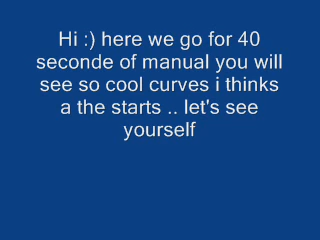 Hi :) here we go for 40
seconde of manual you will
see so cool curves i thinks
a the starts .. let's see
yourself